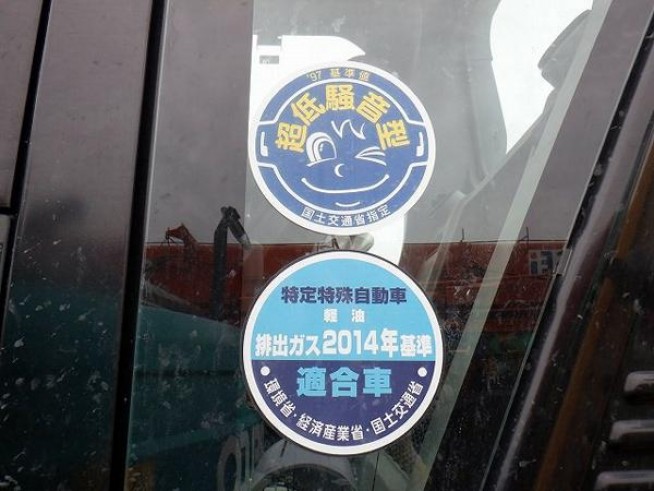 '97 基準値
超低騒音型
国土交通省指定
特定特殊自動車
軽油
排出ガス2014年基準
適合車
・環境省・経済産業省・国土交通省・